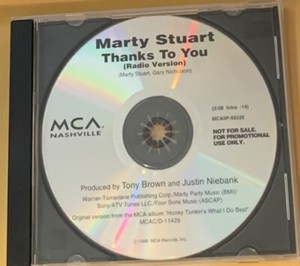 Marty Stuart
Thanks To You
(Radio Version)
(Marty Stuart, Gary Nicholson)
MCA
NASHVILLE
NOT FOR SALE.
FOR PROMOTIONAL
USE ONLY.
Produced by Tony Brown and Justin Niebank
Warner-Tamerlane Publishing Corp./Marty Party Music (BMI)/
Sony/ATV Tunes LLC/Four Sons Music (ASCAP)
Original version from the MCA album "Honky Tonkin's What I Do Best"
MCAC/D-11429
MCA Records Inc.